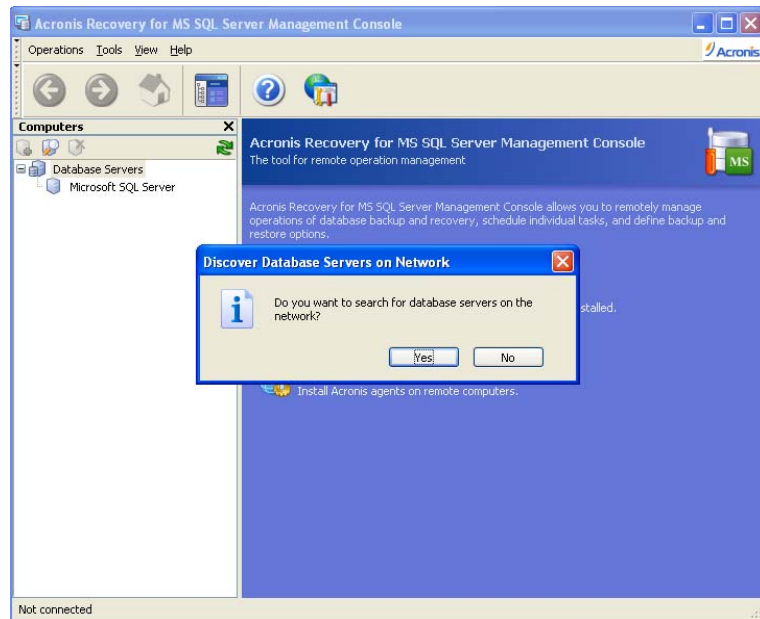 Acronis Recovery for MS SQL Server Management Console
Operations Tools View Help
Acronis
Computers
Database Servers
Microsoft SQL Server
Acronis Recovery for MS SQL Server Management Console
The tool for remote operation management
MS
Acronis Recovery for MS SQL Server Management Console allows you to remotely manage
operations of database backup and recovery, schedule individual tasks, and define backup and
restore options.
Discover Database Servers on Network
Do you want to search for database servers on the
network?
Yes No
stalled.
Install Acronis agents on remote computers.
Not connected